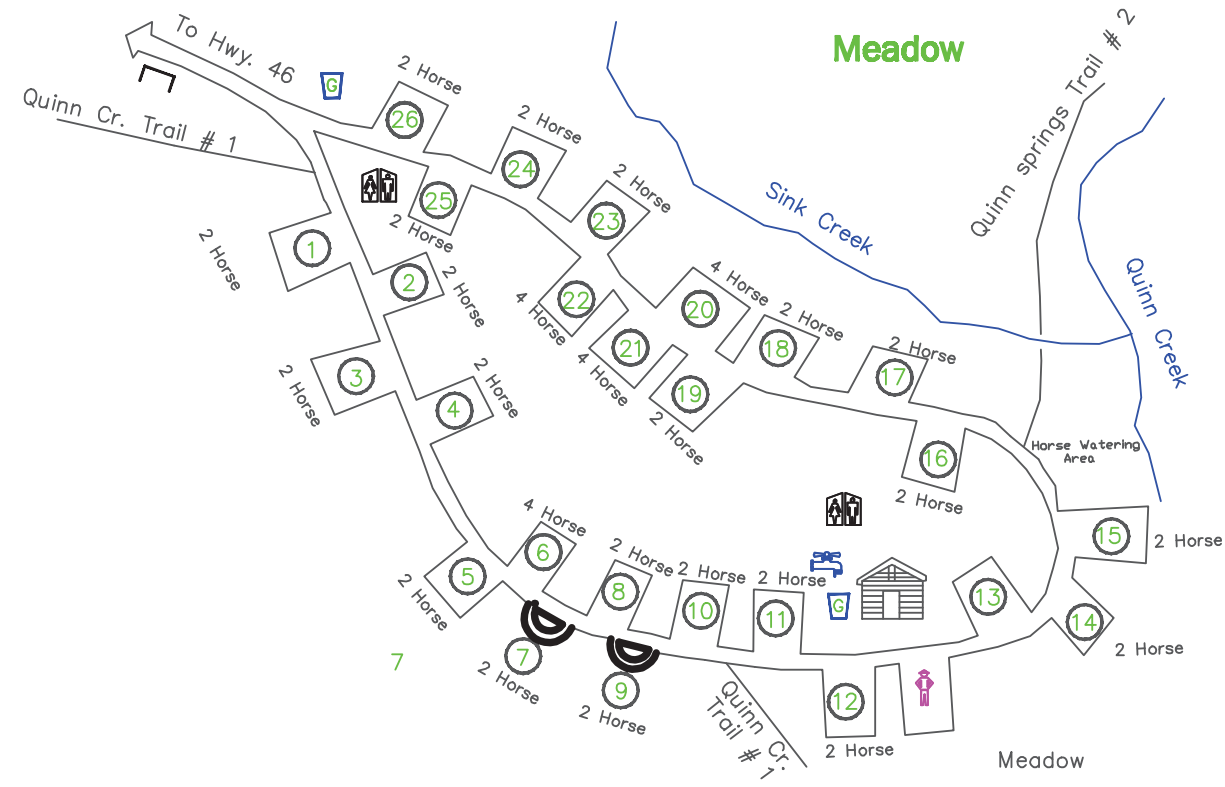 Meadow
To Hwy. 46
G
2 Horse
26
Quinn Cr. Trail # 1
2 Horse
24
Quinn springs Trail # 2
2 Horse
23
25
2 Horse
Sink Creek
1
2 Horse
2
2 Horse
22
4 Horse
4 Horse
20
2 Horse
18
Quinn Creek
21
4 Horse
2 Horse
17
3
2 Horse
4
2 Horse
19
2 Horse
16
2 Horse
Horse Watering
Area
15
2 Horse
4 Horse
6
5
2 Horse
2 Horse
8
2 Horse
10
2 Horse
11
G
13
14
2 Horse
7
7
2 Horse
9
2 Horse
Quinn Cr.
Trail # 1
12
2 Horse
Meadow